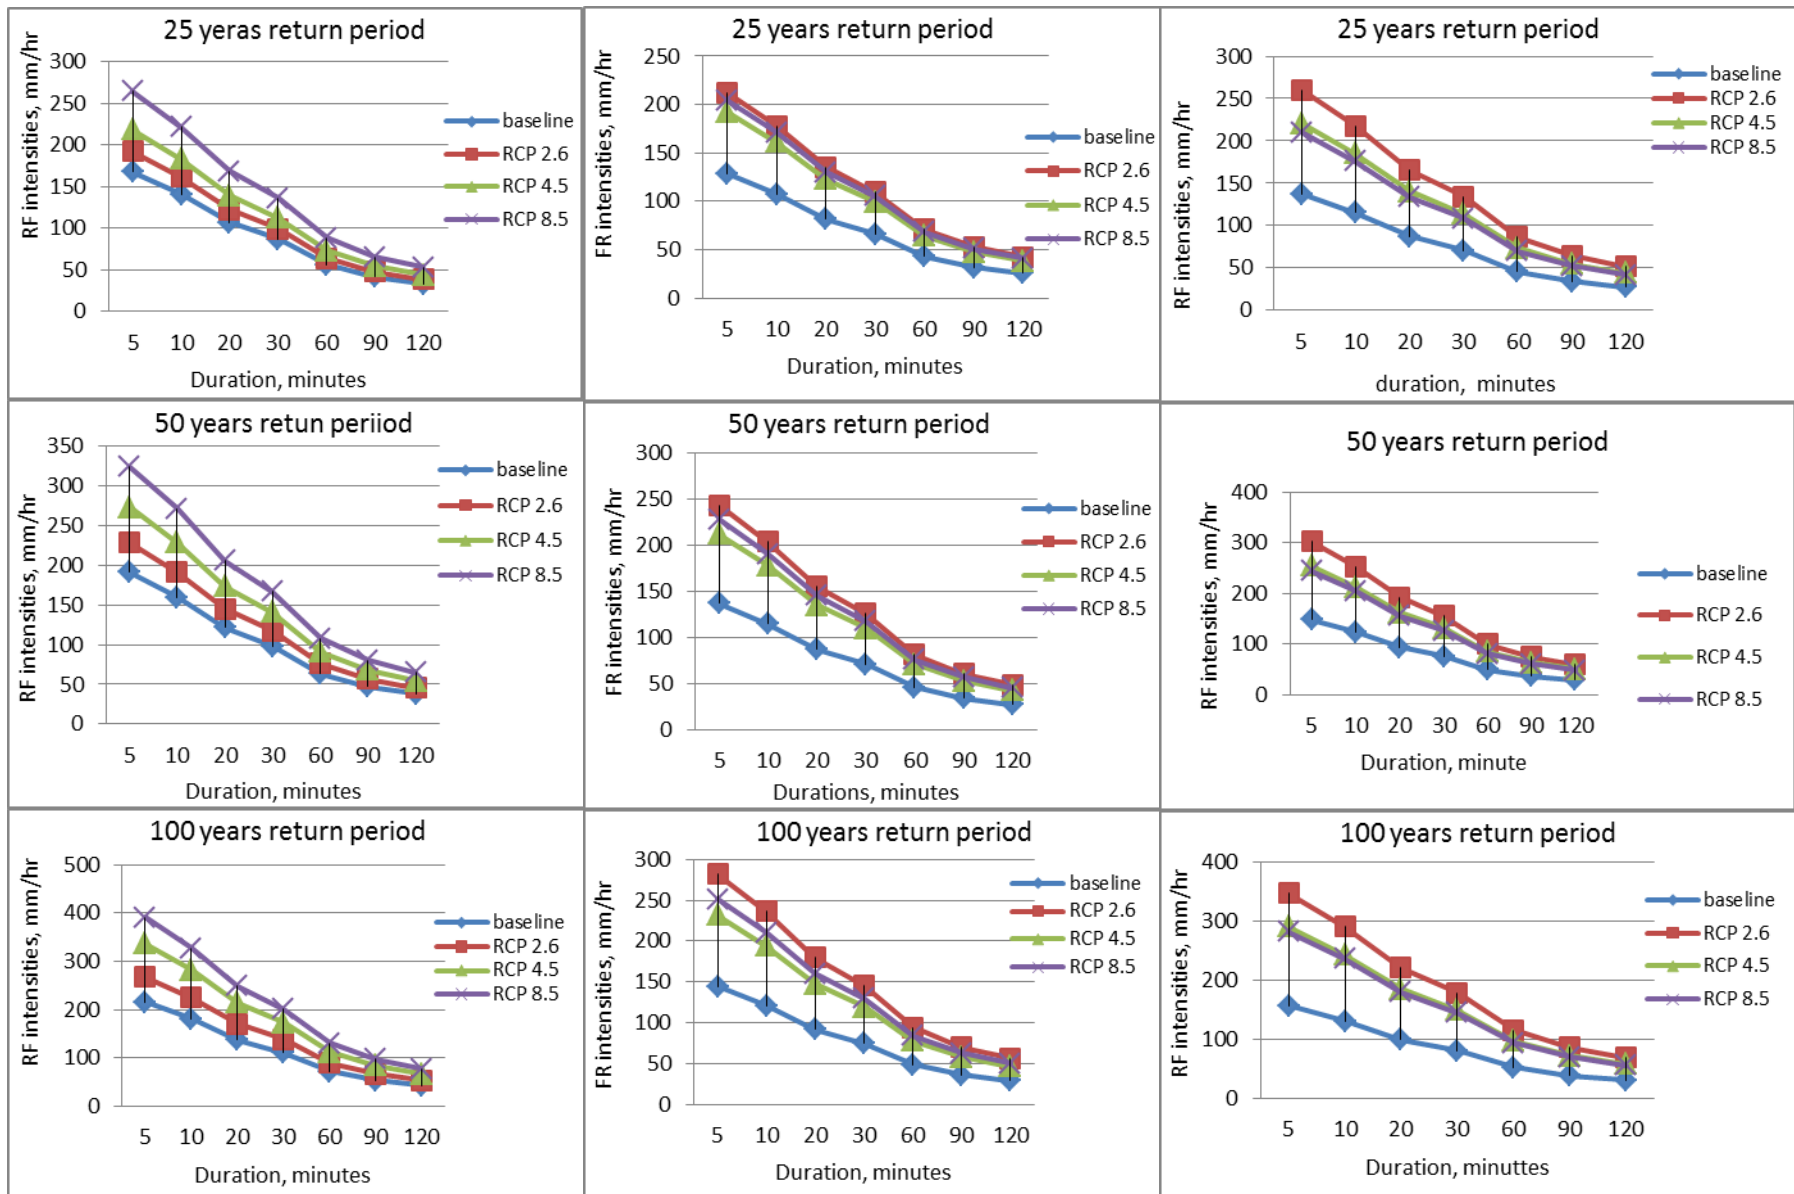 25 yeras return period
RF intensities, mm/hr
300
250
200
150
100
50
0
5 10 20 30 60 90 120
Duration, minutes
baseline
RCP 2.6
RCP 4.5
RCP 8.5
25 years return period
FR intensities, mm/hr
250
200
150
100
50
0
5 10 20 30 60 90 120
Duration, minutes
baseline
RCP 2.6
RCP 4.5
RCP 8.5
25 years return period
RF intensities, mm/hr
300
250
200
150
100
50
0
5 10 20 30 60 90 120
duration, minutes
baseline
RCP 2.6
RCP 4.5
RCP 8.5
50 years retun periiod
RF intensities, mm/hr
350
300
250
200
150
100
50
0
5 10 20 30 60 90 120
Duration, minutes
baseline
RCP 2.6
RCP 4.5
RCP 8.5
50 years return period
FR intensities, mm/hr
300
250
200
150
100
50
0
5 10 20 30 60 90 120
Durations, minutes
baseline
RCP 2.6
RCP 4.5
RCP 8.5
50 years return period
RF intensities, mm/hr
400
300
200
100
0
5 10 20 30 60 90 120
Duration, minute
baseline
RCP 2.6
RCP 4.5
RCP 8.5
100 years return period
RF intensities, mm/hr
500
400
300
200
100
0
5 10 20 30 60 90 120
Duration, minutes
baseline
RCP 2.6
RCP 4.5
RCP 8.5
100 years return period
FR intensities, mm/hr
300
250
200
150
100
50
0
5 10 20 30 60 90 120
Duration, minutes
baseline
RCP 2.6
RCP 4.5
RCP 8.5
100 years return period
RF intensities, mm/hr
400
300
200
100
0
5 10 20 30 60 90 120
Duration, minuttes
baseline
RCP 2.6
RCP 4.5
RCP 8.5